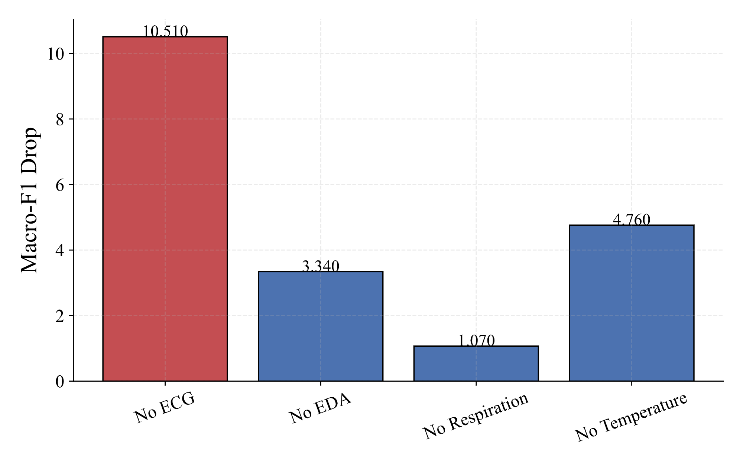 Macro-F1 Drop
10
8
6
4
2
0
10.510
3.340
1.070
4.760
No ECG
No EDA
No Respiration
No Temperature